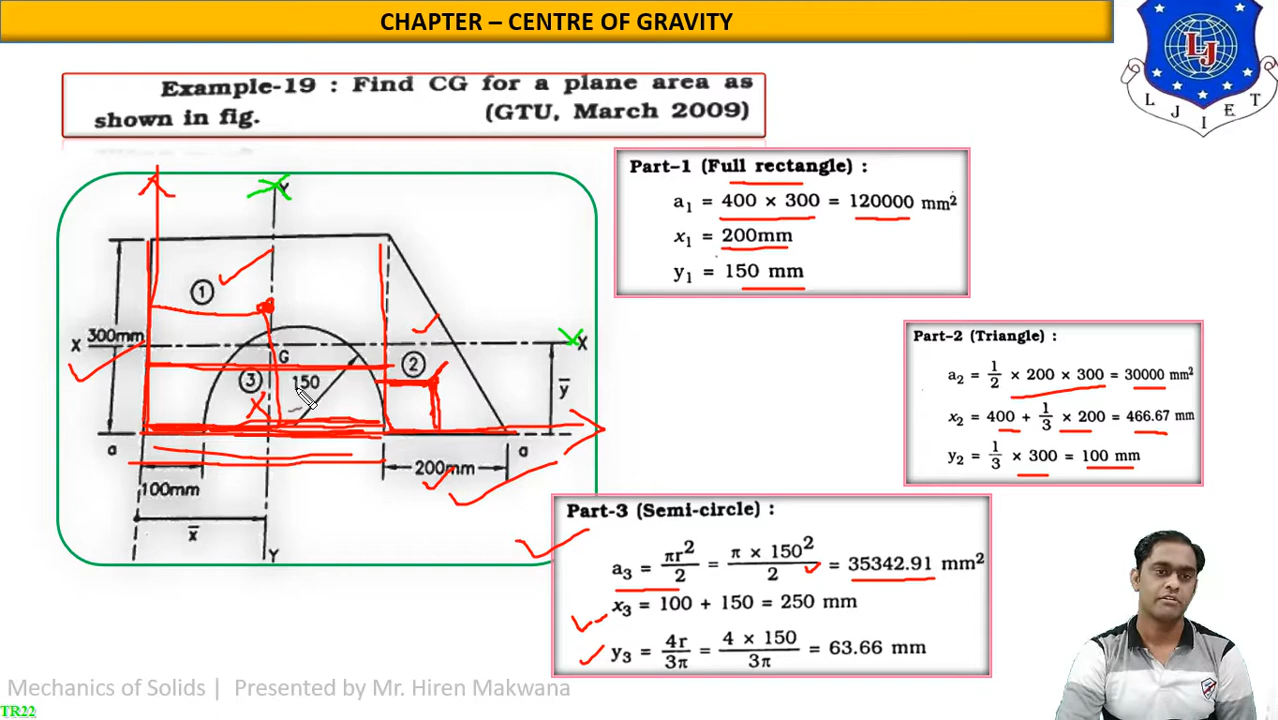 CHAPTER – CENTRE OF GRAVITY
LJ
L J I E T
Example-19 : Find CG for a plane area as
shown in fig. (GTU, March 2009)
Part-1 (Full rectangle) :
a₁ = 400 × 300 = 120000 mm²
x₁ = 200mm
y₁ = 150 mm
Y
1
300mm
X
X
G
2
3
150
y̅
a
a
200mm
100mm
x̅
Y
Part-2 (Triangle) :
a₂ = 1/2 × 200 × 300 = 30000 mm²
x₂ = 400 + 1/3 × 200 = 466.67 mm
y₂ = 1/3 × 300 = 100 mm
Part-3 (Semi-circle) :
a₃ = πr²/2 = π × 150²/2 = 35342.91 mm²
x₃ = 100 + 150 = 250 mm
y₃ = 4r/3π = 4 × 150/3π = 63.66 mm
Mechanics of Solids | Presented by Mr. Hiren Makwana
TR22